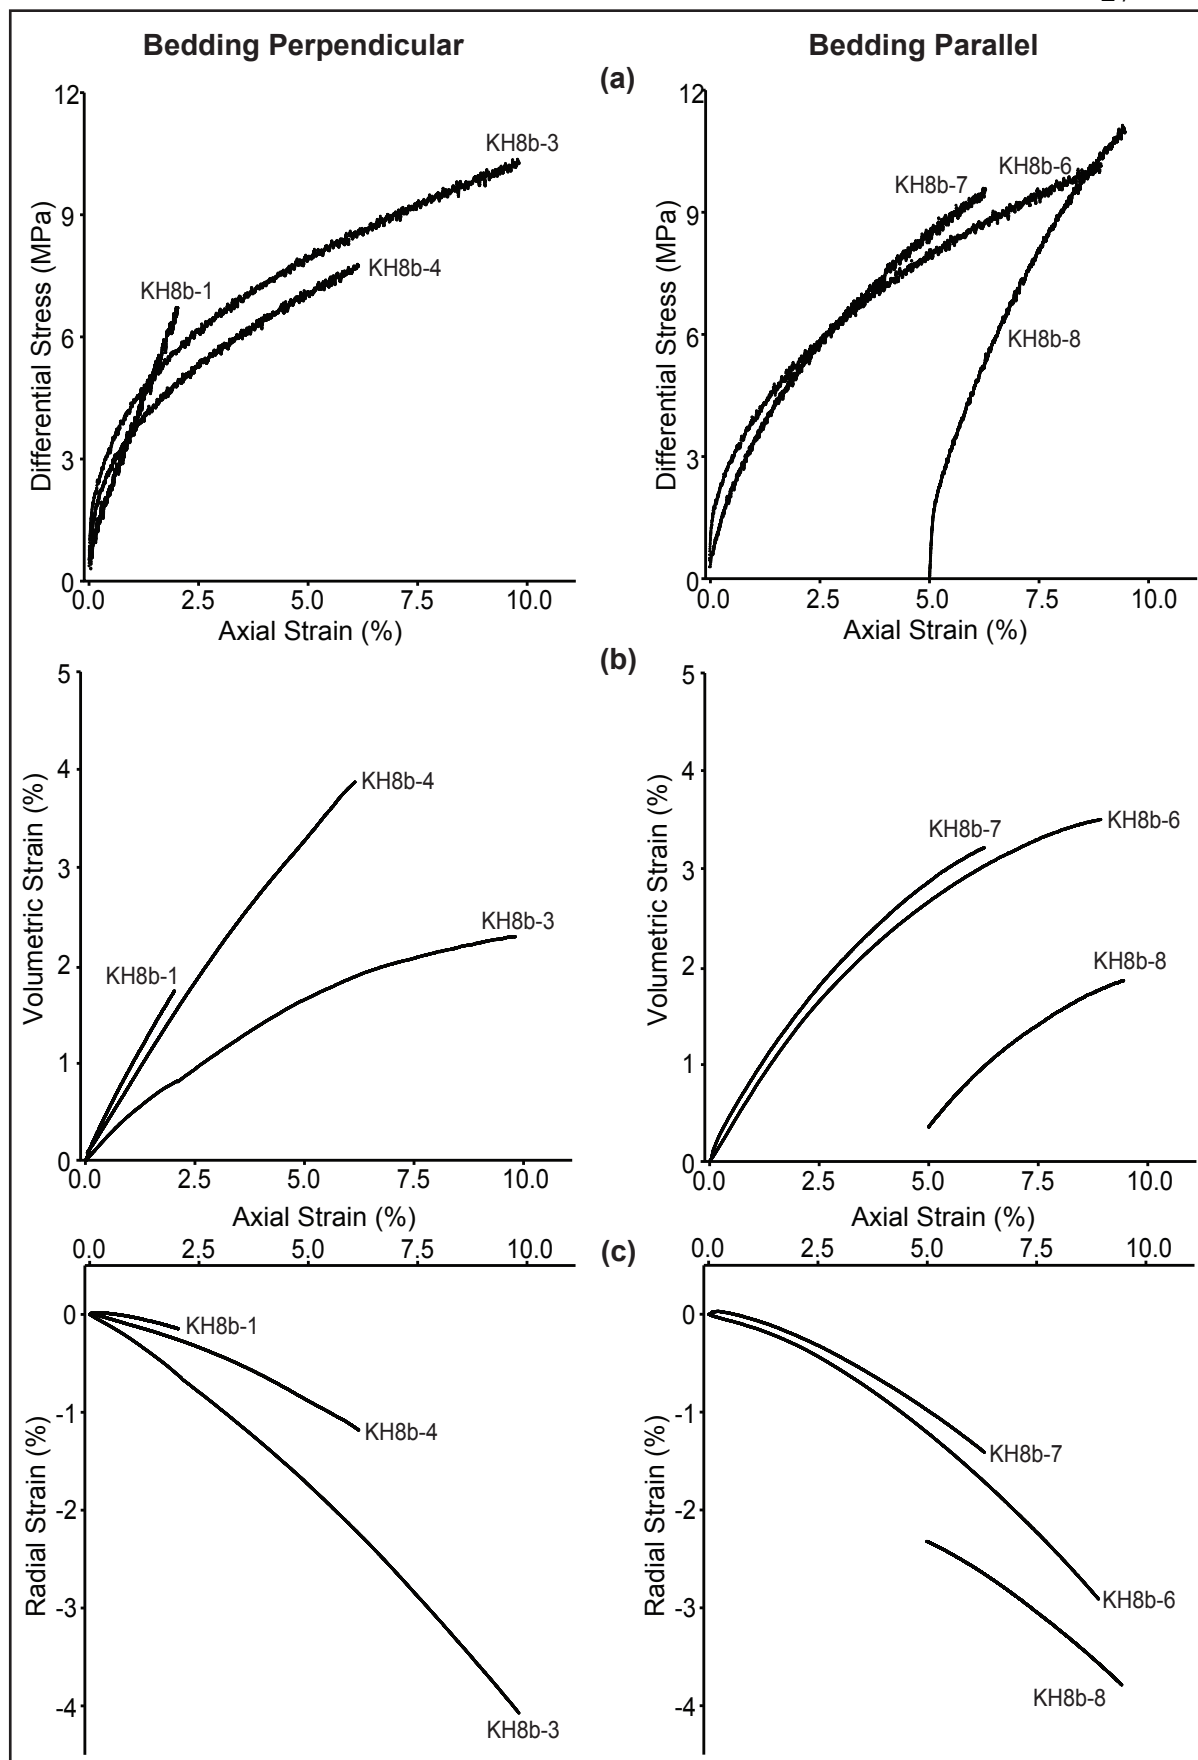 Bedding Perpendicular
Bedding Parallel
(a)
12
9
6
3
0
Differential Stress (MPa)
KH8b-3
KH8b-4
KH8b-1
0.0 2.5 5.0 7.5 10.0
Axial Strain (%)
12
9
6
3
0
Differential Stress (MPa)
KH8b-6
KH8b-7
KH8b-8
0.0 2.5 5.0 7.5 10.0
Axial Strain (%)
(b)
5
4
3
2
1
0
Volumetric Strain (%)
KH8b-4
KH8b-3
KH8b-1
0.0 2.5 5.0 7.5 10.0
Axial Strain (%)
5
4
3
2
1
0
Volumetric Strain (%)
KH8b-7
KH8b-6
KH8b-8
0.0 2.5 5.0 7.5 10.0
Axial Strain (%)
(c)
0.0 2.5 5.0 7.5 10.0
0
-1
-2
-3
-4
Radial Strain (%)
KH8b-1
KH8b-4
KH8b-3
0.0 2.5 5.0 7.5 10.0
0
-1
-2
-3
-4
Radial Strain (%)
KH8b-7
KH8b-6
KH8b-8